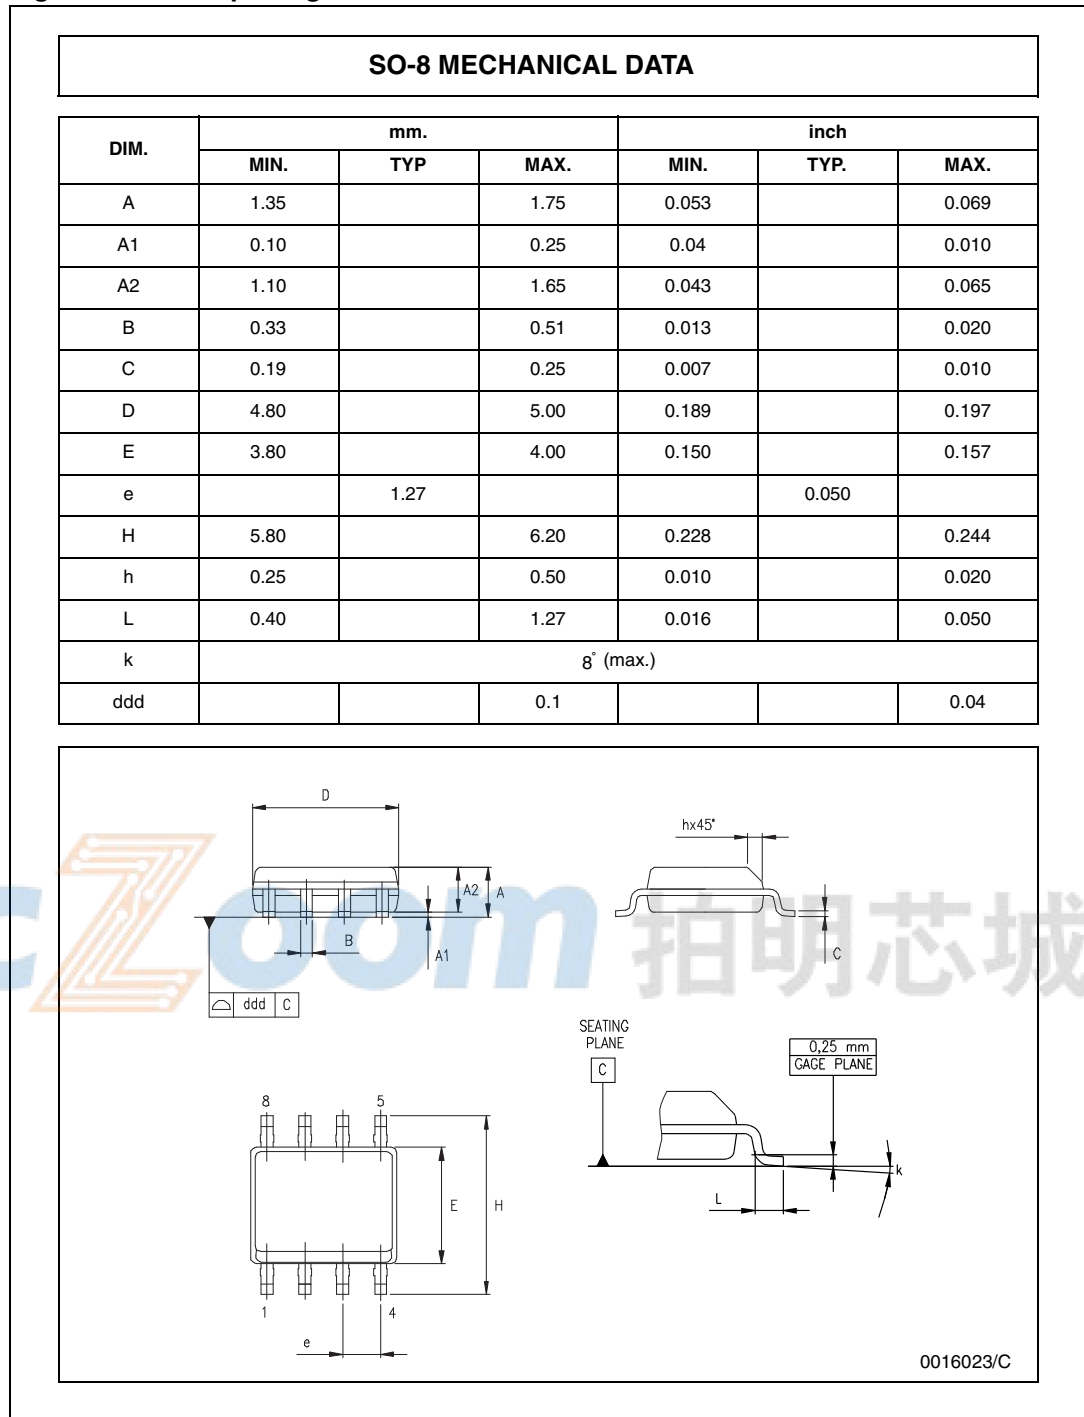 SO-8 MECHANICAL DATA
DIM. mm. inch
MIN. TYP MAX. MIN. TYP. MAX.
A 1.35 1.75 0.053 0.069
A1 0.10 0.25 0.04 0.010
A2 1.10 1.65 0.043 0.065
B 0.33 0.51 0.013 0.020
C 0.19 0.25 0.007 0.010
D 4.80 5.00 0.189 0.197
E 3.80 4.00 0.150 0.157
e 1.27 0.050
H 5.80 6.20 0.228 0.244
h 0.25 0.50 0.010 0.020
L 0.40 1.27 0.016 0.050
k 8° (max.)
ddd 0.1 0.04
D
hx45°
A2 A
B
A1
C
ddd C
cZoom 拍明芯城
SEATING
PLANE
C
0,25 mm
GAGE PLANE
k
L
8 5
E H
1 4
e
0016023/C